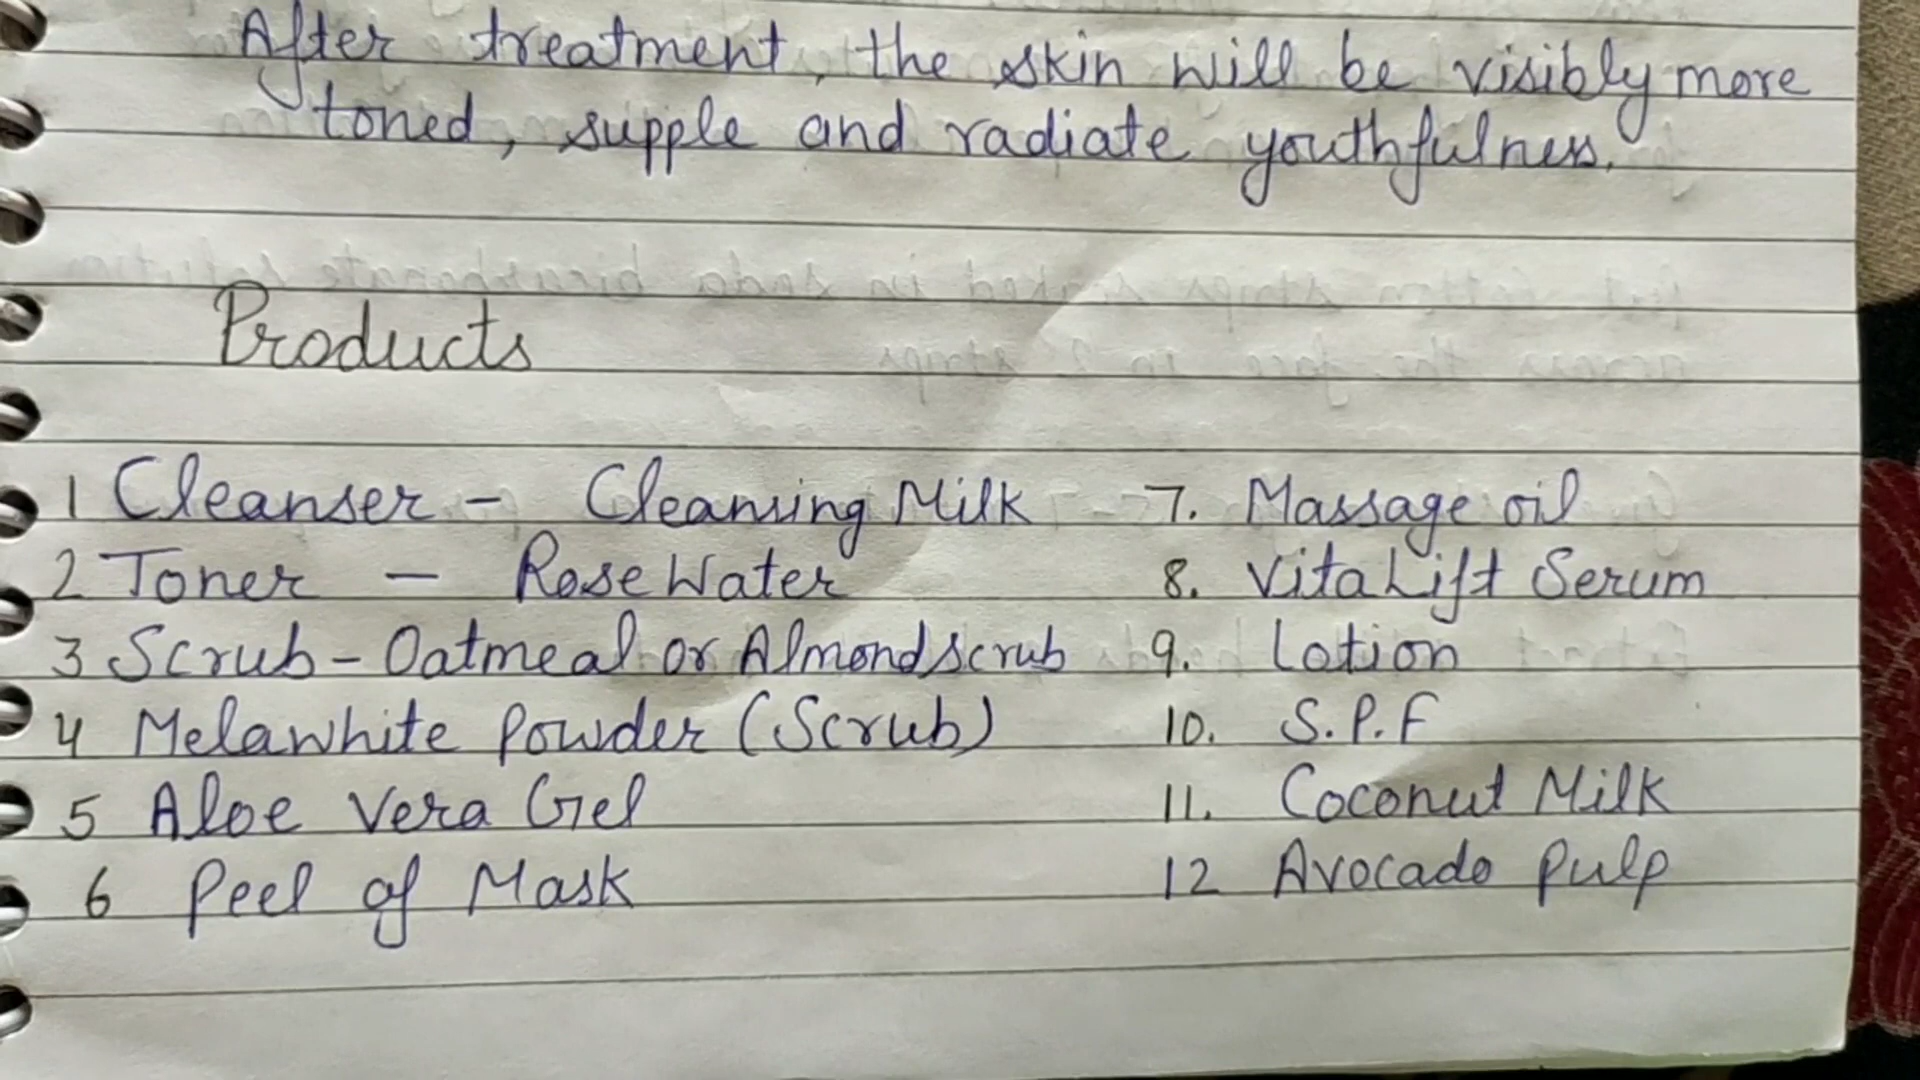 After treatment, the skin will be visibly more
toned, supple and radiate youthfulness.
Products
1 Cleanser - Cleansing Milk
2 Toner - Rose Water
3 Scrub - Oatmeal or Almond scrub
4 Melawhite Powder (Scrub)
5 Aloe Vera Gel
6 Peel of Mask
7. Massage oil
8. Vita Lift Serum
9. Lotion
10. S.P.F
11. Coconut Milk
12 Avocado Pulp